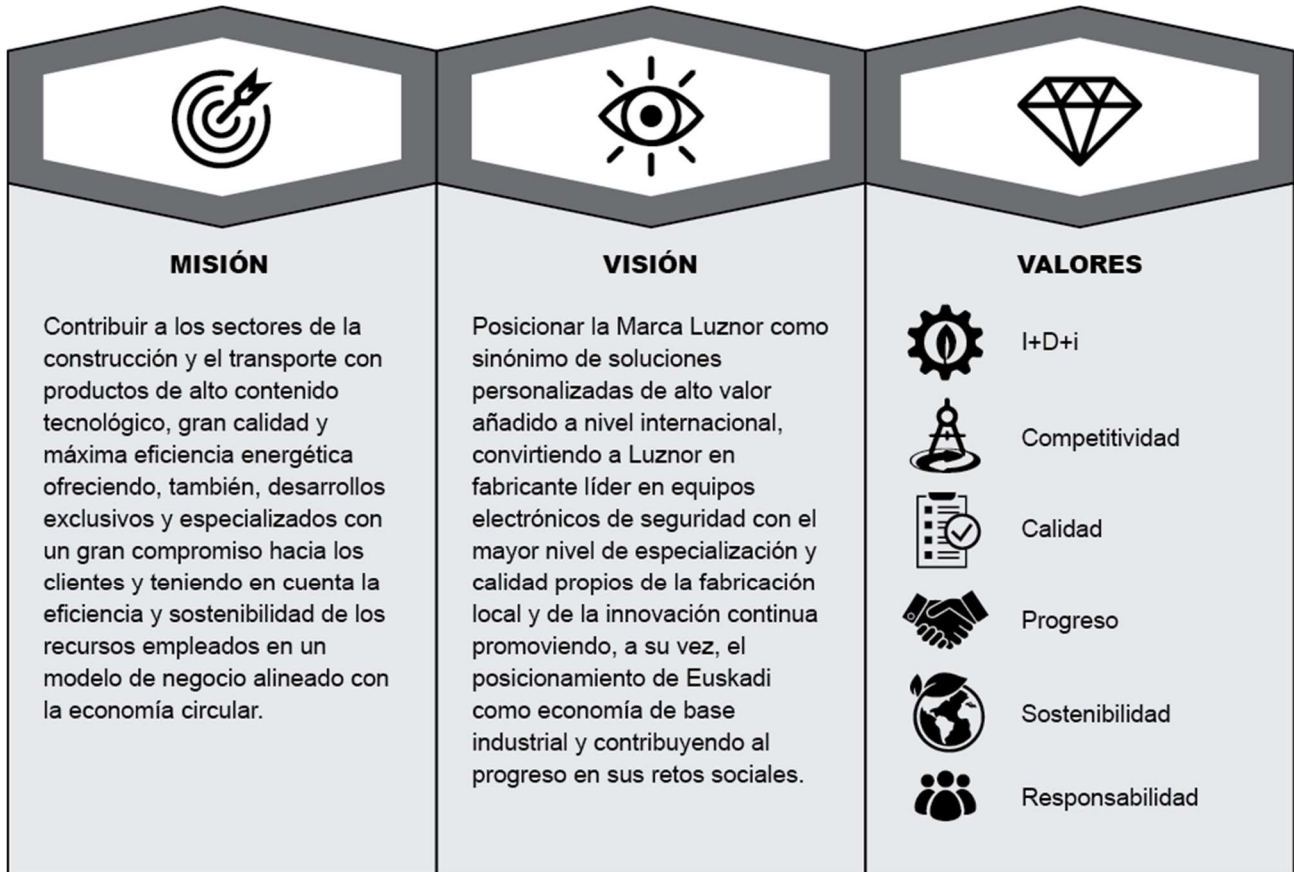 MISIÓN
Contribuir a los sectores de la
construcción y el transporte con
productos de alto contenido
tecnológico, gran calidad y
máxima eficiencia energética
ofreciendo, también, desarrollos
exclusivos y especializados con
un gran compromiso hacia los
clientes y teniendo en cuenta la
eficiencia y sostenibilidad de los
recursos empleados en un
modelo de negocio alineado con
la economía circular.
VISIÓN
Posicionar la Marca Luznor como
sinónimo de soluciones
personalizadas de alto valor
añadido a nivel internacional,
convirtiendo a Luznor en
fabricante líder en equipos
electrónicos de seguridad con el
mayor nivel de especialización y
calidad propios de la fabricación
local y de la innovación continua
promoviendo, a su vez, el
posicionamiento de Euskadi
como economía de base
industrial y contribuyendo al
progreso en sus retos sociales.
VALORES
I+D+i
Competitividad
Calidad
Progreso
Sostenibilidad
Responsabilidad